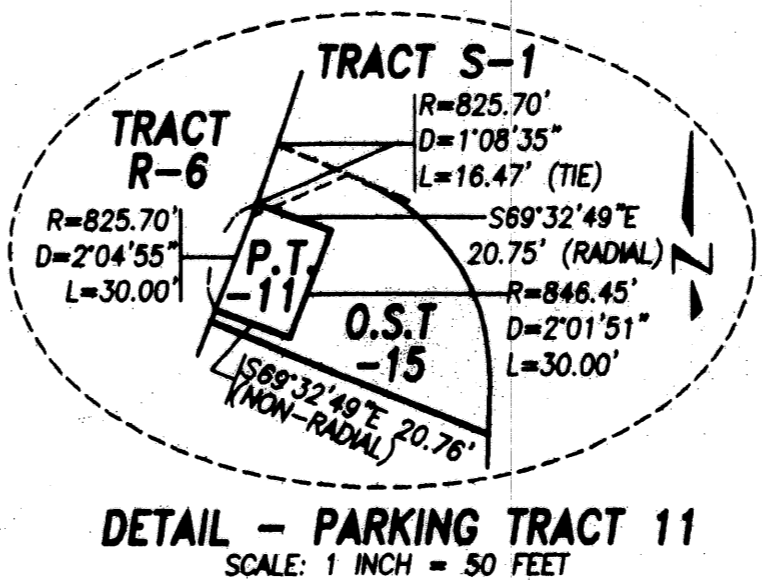 TRACT S-1
TRACT
R-6
R=825.70'
D=1°08'35"
L=16.47' (TIE)
R=825.70'
D=2°04'55"
L=30.00'
S69°32'49"E
20.75' (RADIAL)
P.T.
-11
O.S.T
-15
R=846.45'
D=2°01'51"
L=30.00'
N
S69°32'49"E 20.76'
(NON-RADIAL)
DETAIL - PARKING TRACT 11
SCALE: 1 INCH = 50 FEET